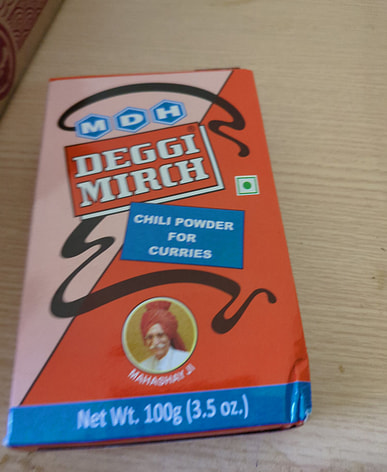 MDH
DEGGI
MIRCH
CHILI POWDER
FOR
CURRIES
MAHASHAY JI
Net Wt. 100g (3.5 oz.)